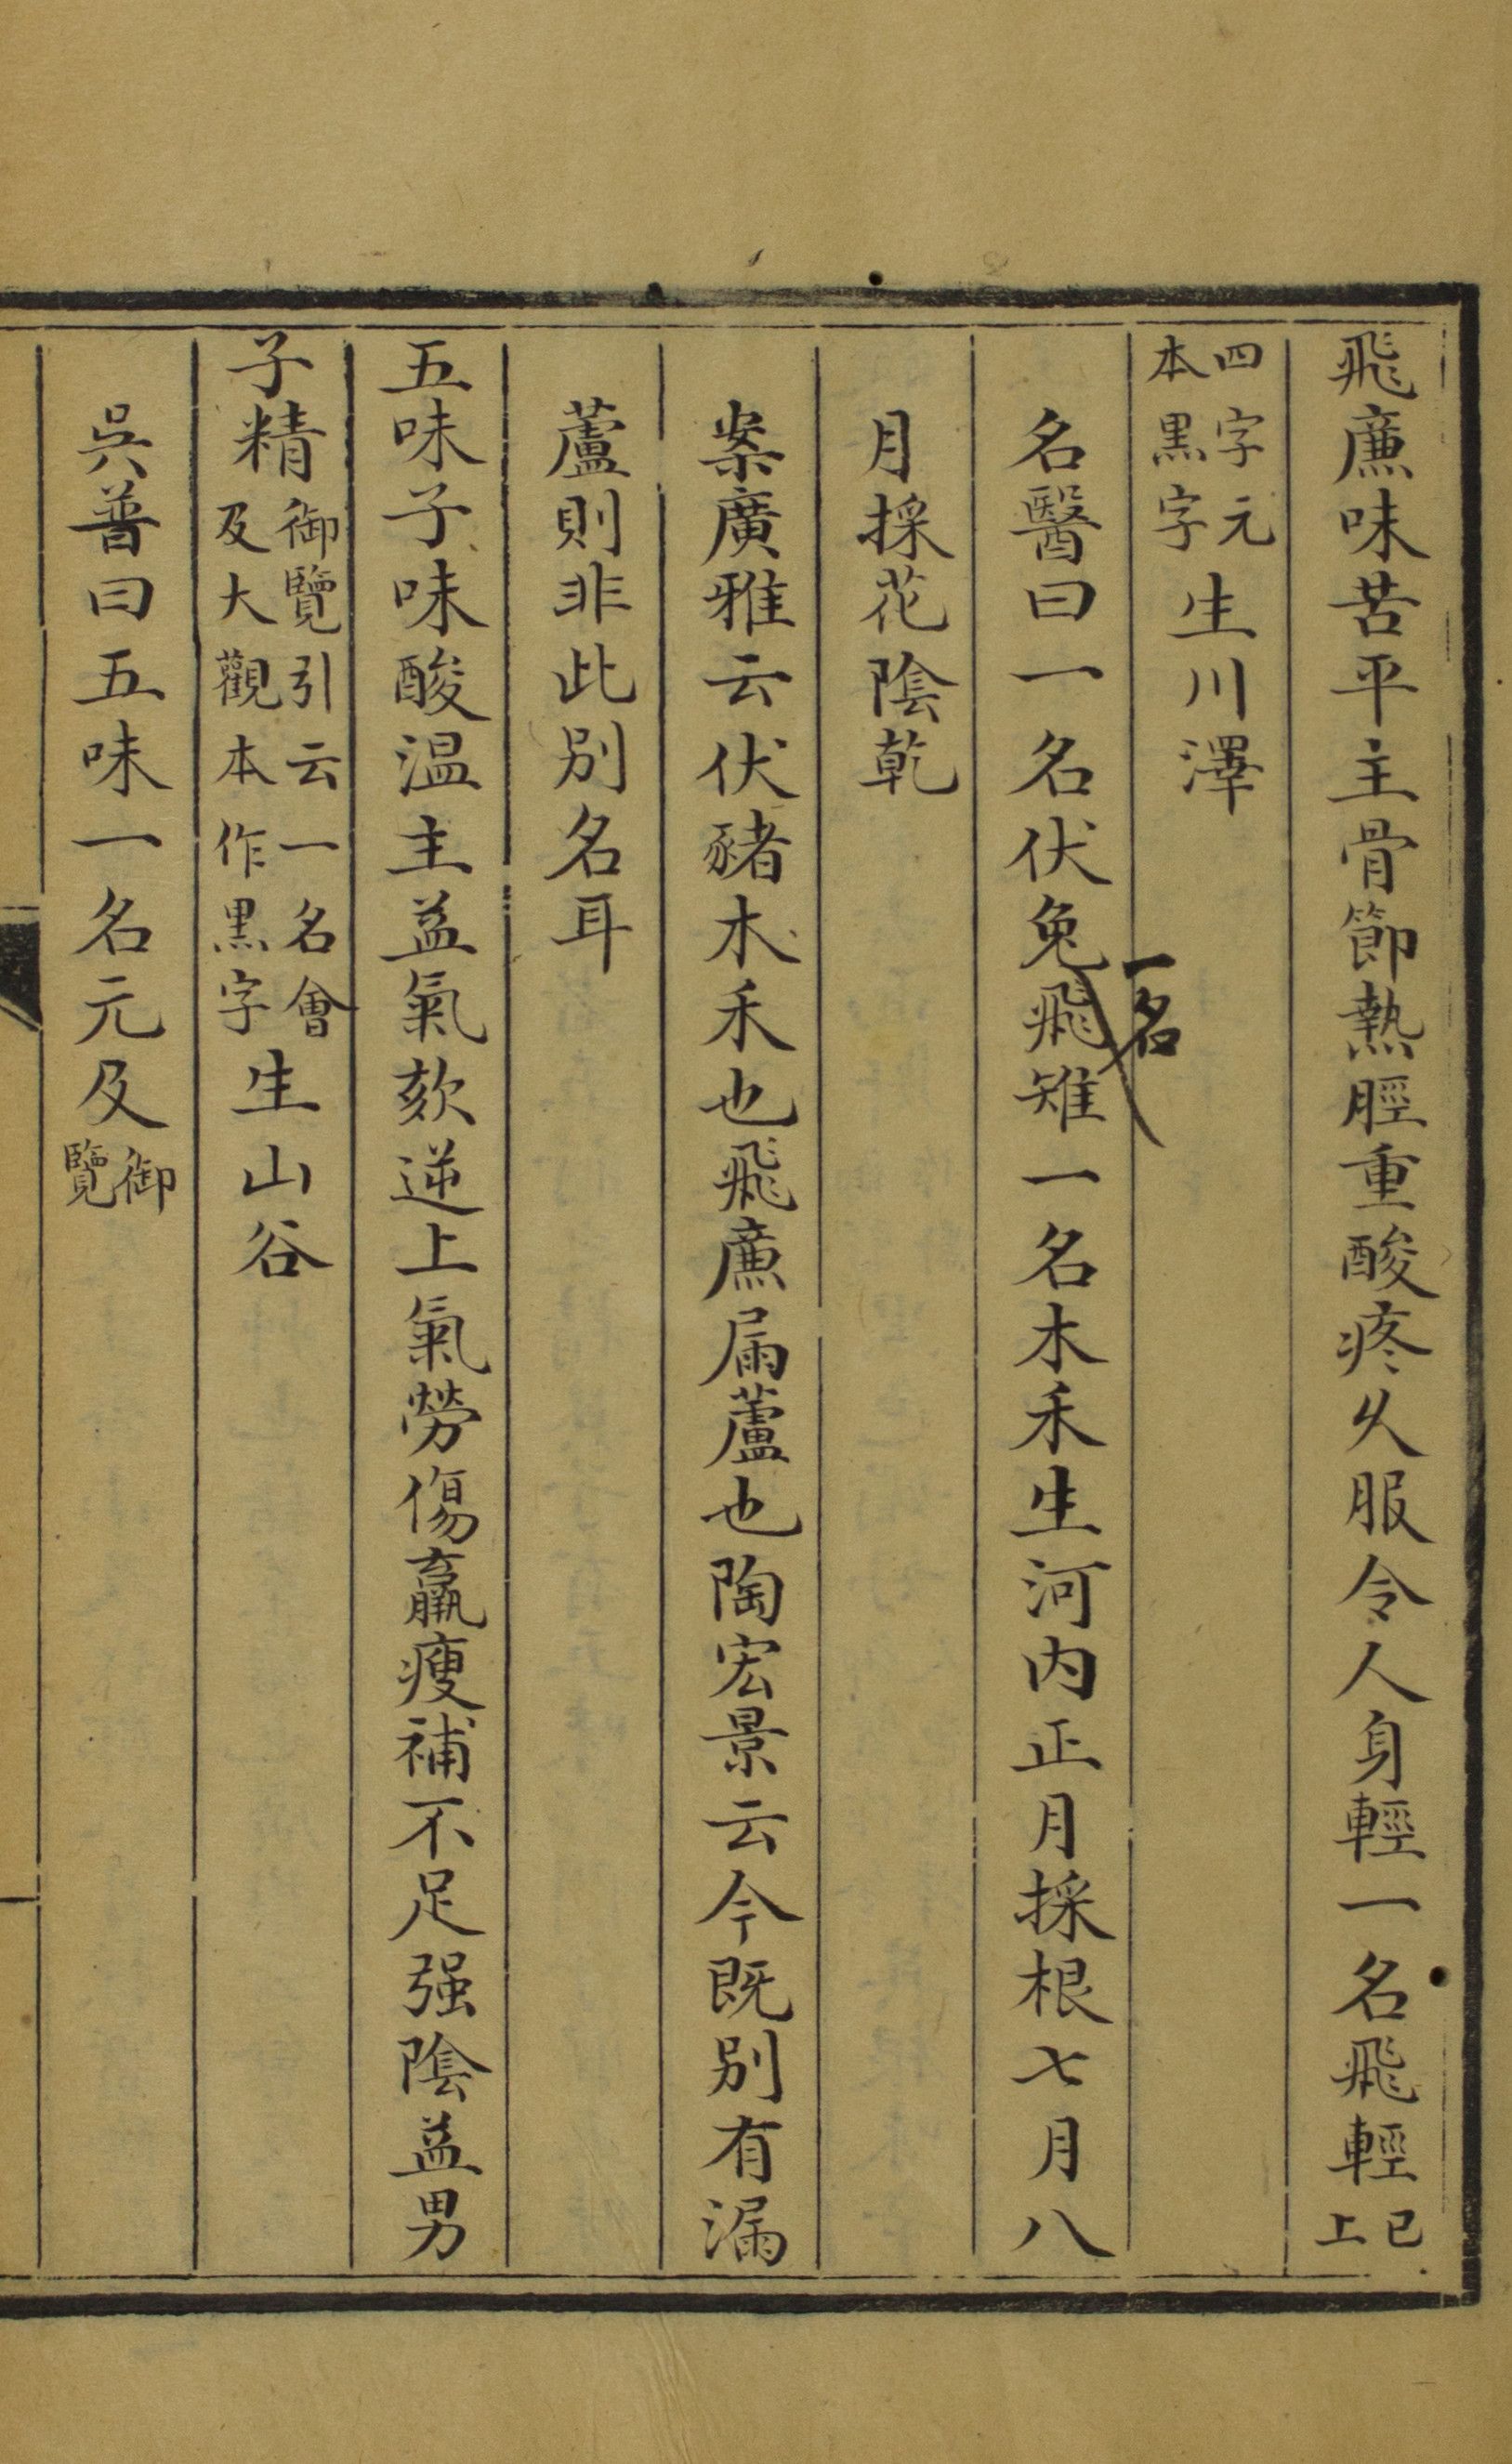 飛廉味苦平主骨節熱脛重酸疼久服令人身輕一名飛輕已上
四字元本黑字生川澤
名醫曰一名伏兔一名飛雉一名木禾生河内正月採根七月八
月採花陰乾
案廣雅云伏豬木禾也飛廉扁蘆也陶宏景云今既别有漏
蘆則非此别名耳
五味子味酸溫主益氣欬逆上氣勞傷羸瘦補不足强陰益男
子精御覽引云一名會及大觀本作黑字生山谷
吳普曰五味一名元及御覽